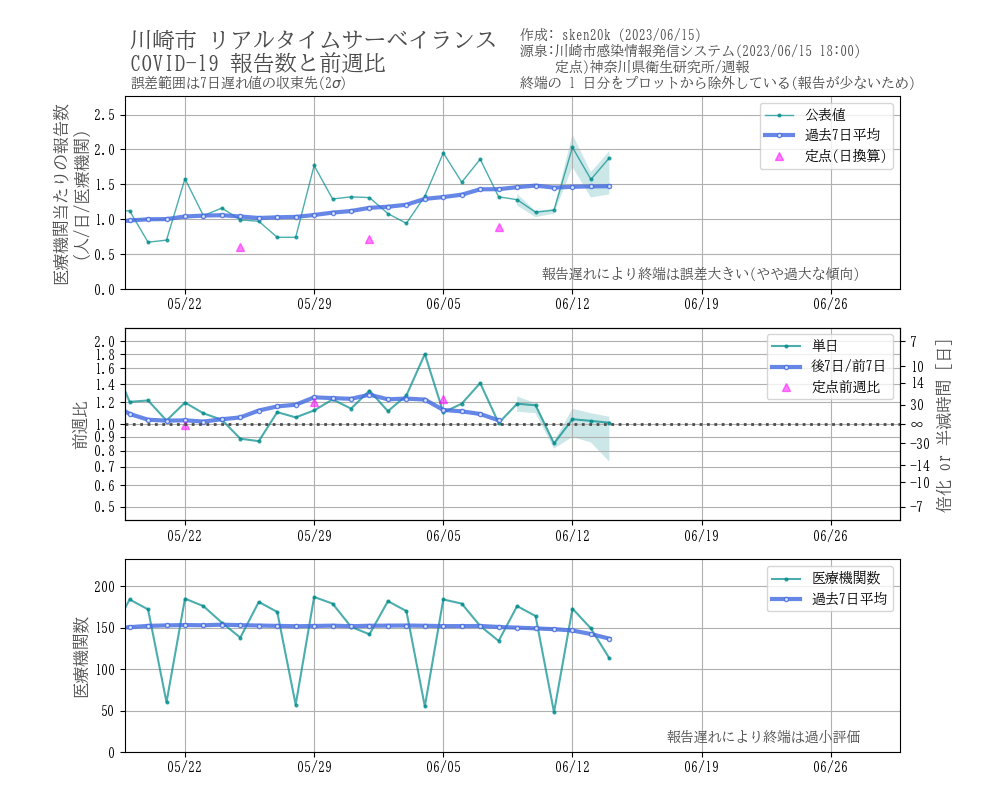 川崎市 リアルタイムサーベイランス
COVID-19 報告数と前週比
誤差範囲は7日遅れ値の収束先(2σ)
作成: sken20k (2023/06/15)
源泉:川崎市感染情報発信システム(2023/06/15 18:00)
定点)神奈川県衛生研究所/週報
終端の 1 日分をプロットから除外している(報告が少ないため)
医療機関当たりの報告数
(人/日/医療機関)
2.5
2.0
1.5
1.0
0.5
0.0
公表値
過去7日平均
定点(日換算)
報告遅れにより終端は誤差大きい(やや過大な傾向)
05/22 05/29 06/05 06/12 06/19 06/26
前週比
2.0
1.8
1.6
1.4
1.2
1.0
0.9
0.8
0.7
0.6
0.5
単日
後7日/前7日
定点前週比
7
10
14
30
∞
-30
-14
-10
-7
倍化 or 半減時間 [日]
05/22 05/29 06/05 06/12 06/19 06/26
医療機関数
200
150
100
50
0
医療機関数
過去7日平均
報告遅れにより終端は過小評価
05/22 05/29 06/05 06/12 06/19 06/26